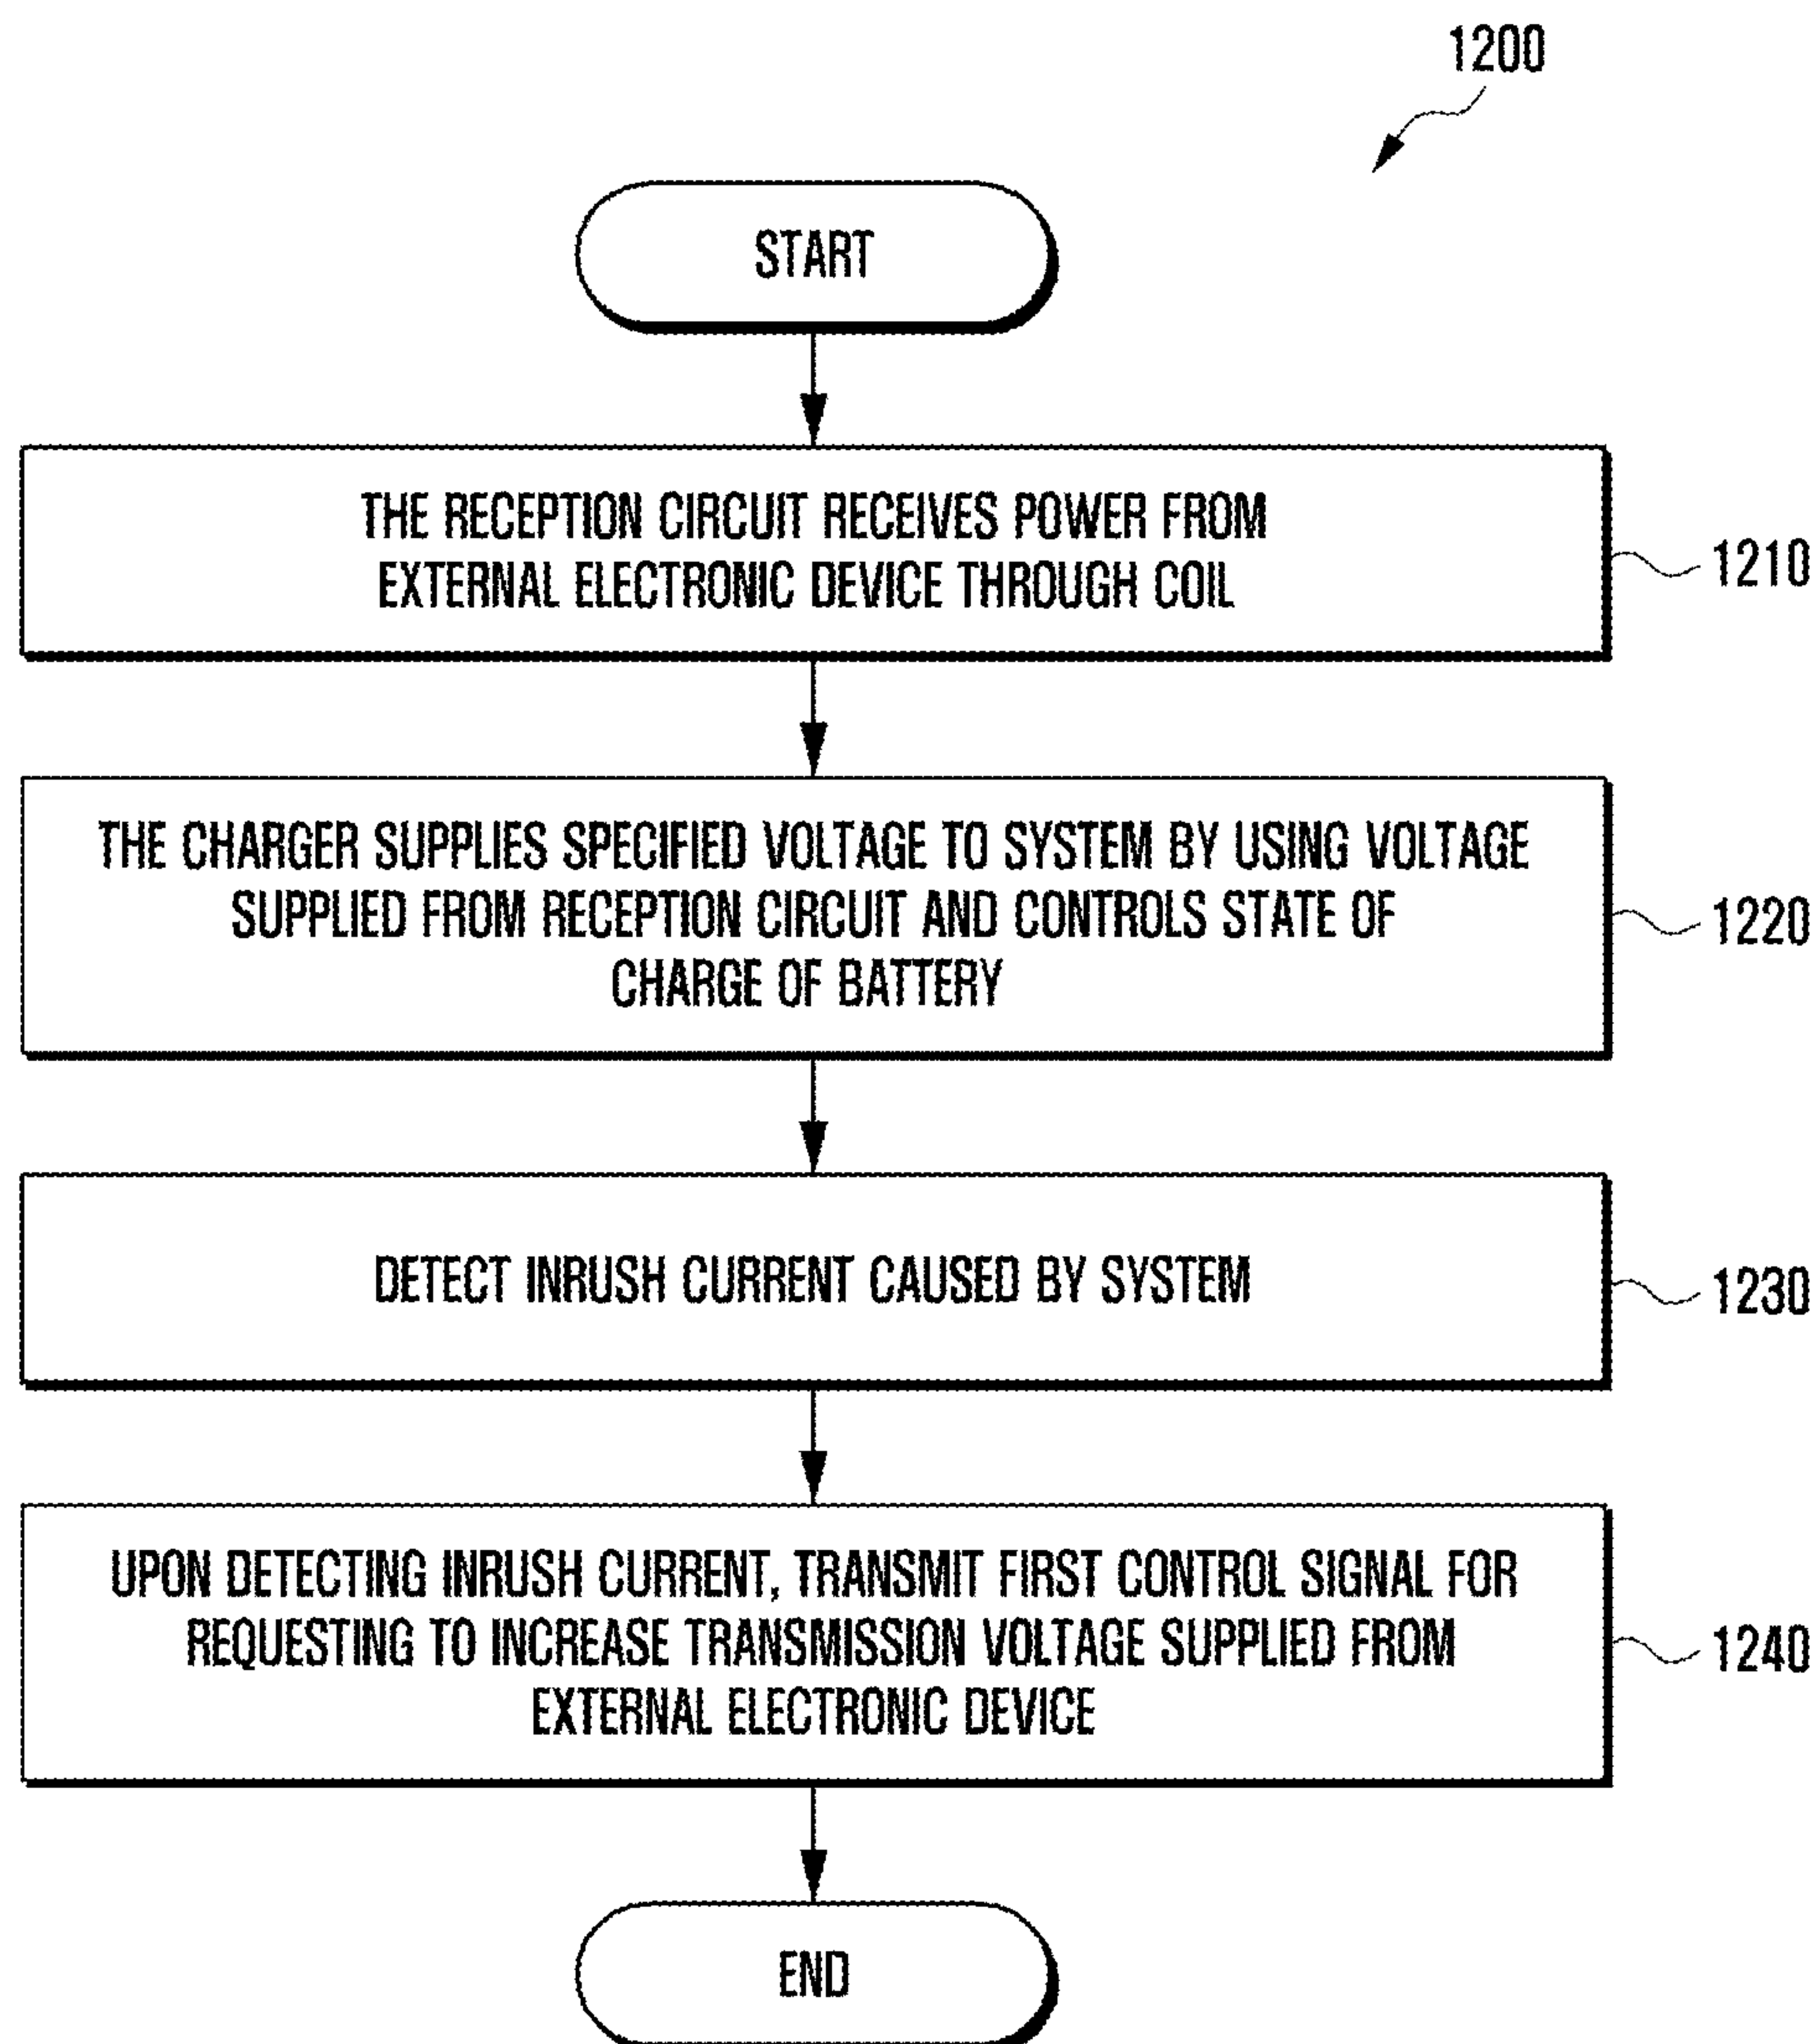 1200
START
THE RECEPTION CIRCUIT RECEIVES POWER FROM
EXTERNAL ELECTRONIC DEVICE THROUGH COIL
1210
THE CHARGER SUPPLIES SPECIFIED VOLTAGE TO SYSTEM BY USING VOLTAGE
SUPPLIED FROM RECEPTION CIRCUIT AND CONTROLS STATE OF
CHARGE OF BATTERY
1220
DETECT INRUSH CURRENT CAUSED BY SYSTEM
1230
UPON DETECTING INRUSH CURRENT, TRANSMIT FIRST CONTROL SIGNAL FOR
REQUESTING TO INCREASE TRANSMISSION VOLTAGE SUPPLIED FROM
EXTERNAL ELECTRONIC DEVICE
1240
END